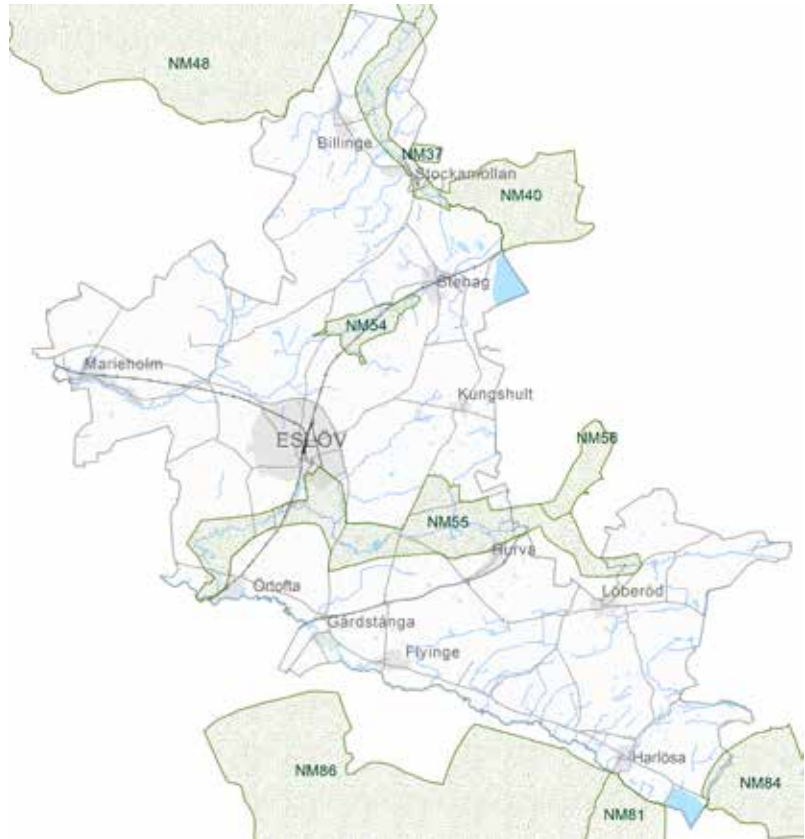 NM48
Billinge
NM37
Stockamöllan
NM40
Stehag
NM54
Marieholm
Kungshult
ESLÖV
NM56
NM55
Hurva
Örtofta
Löberöd
Gårdstånga
Flyinge
Harlösa
NM86
NM84
NM81